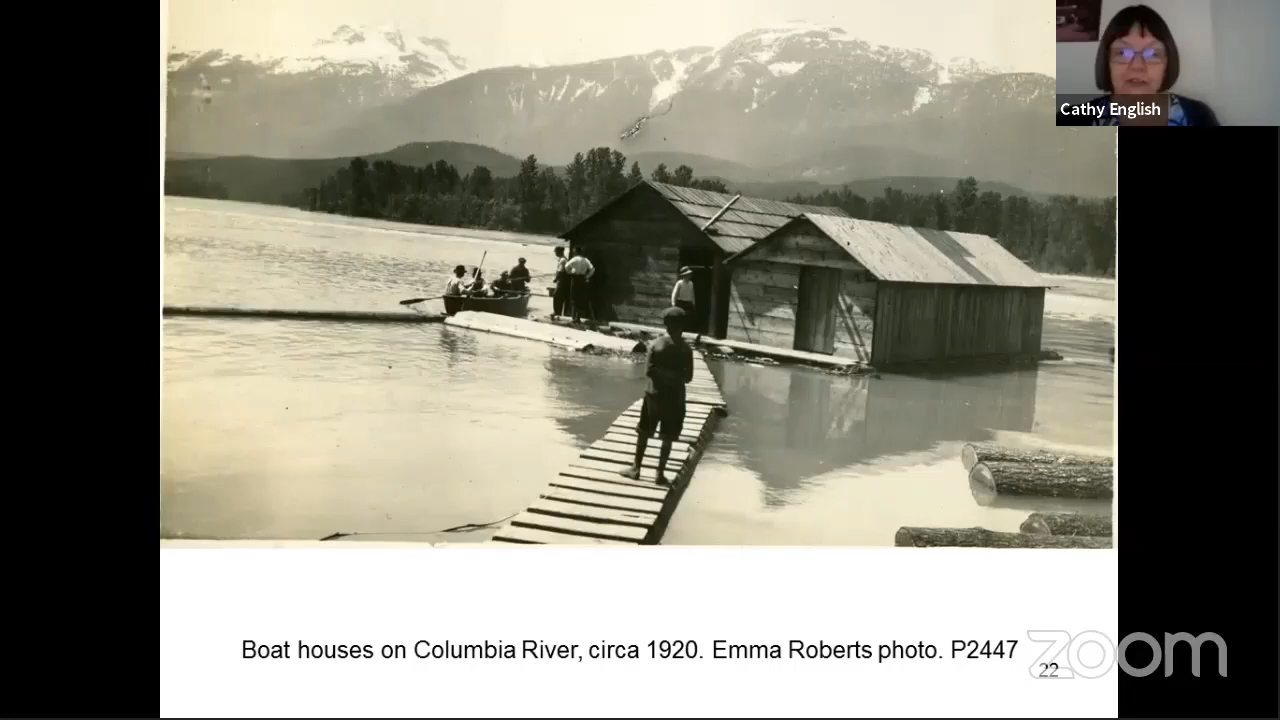 Cathy English
Boat houses on Columbia River, circa 1920. Emma Roberts photo. P2447
22
zoom